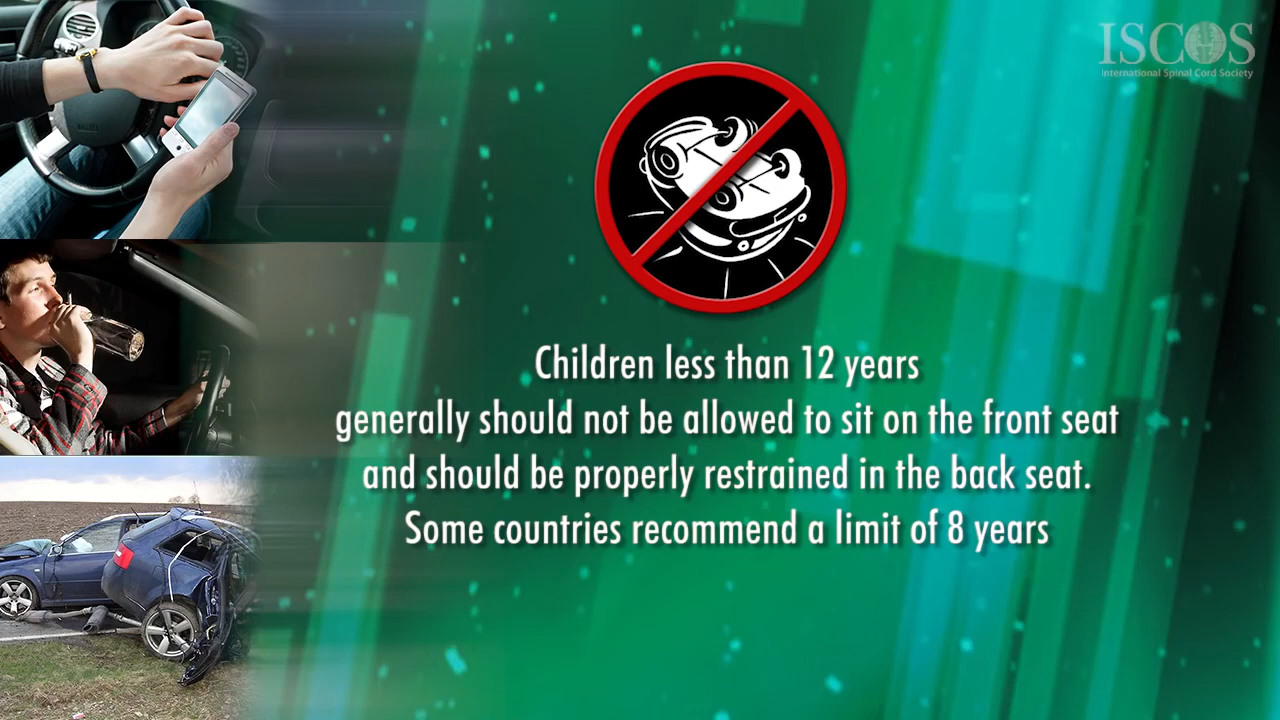 ISCOS
International Spinal Cord Society
Children less than 12 years
generally should not be allowed to sit on the front seat
and should be properly restrained in the back seat.
Some countries recommend a limit of 8 years